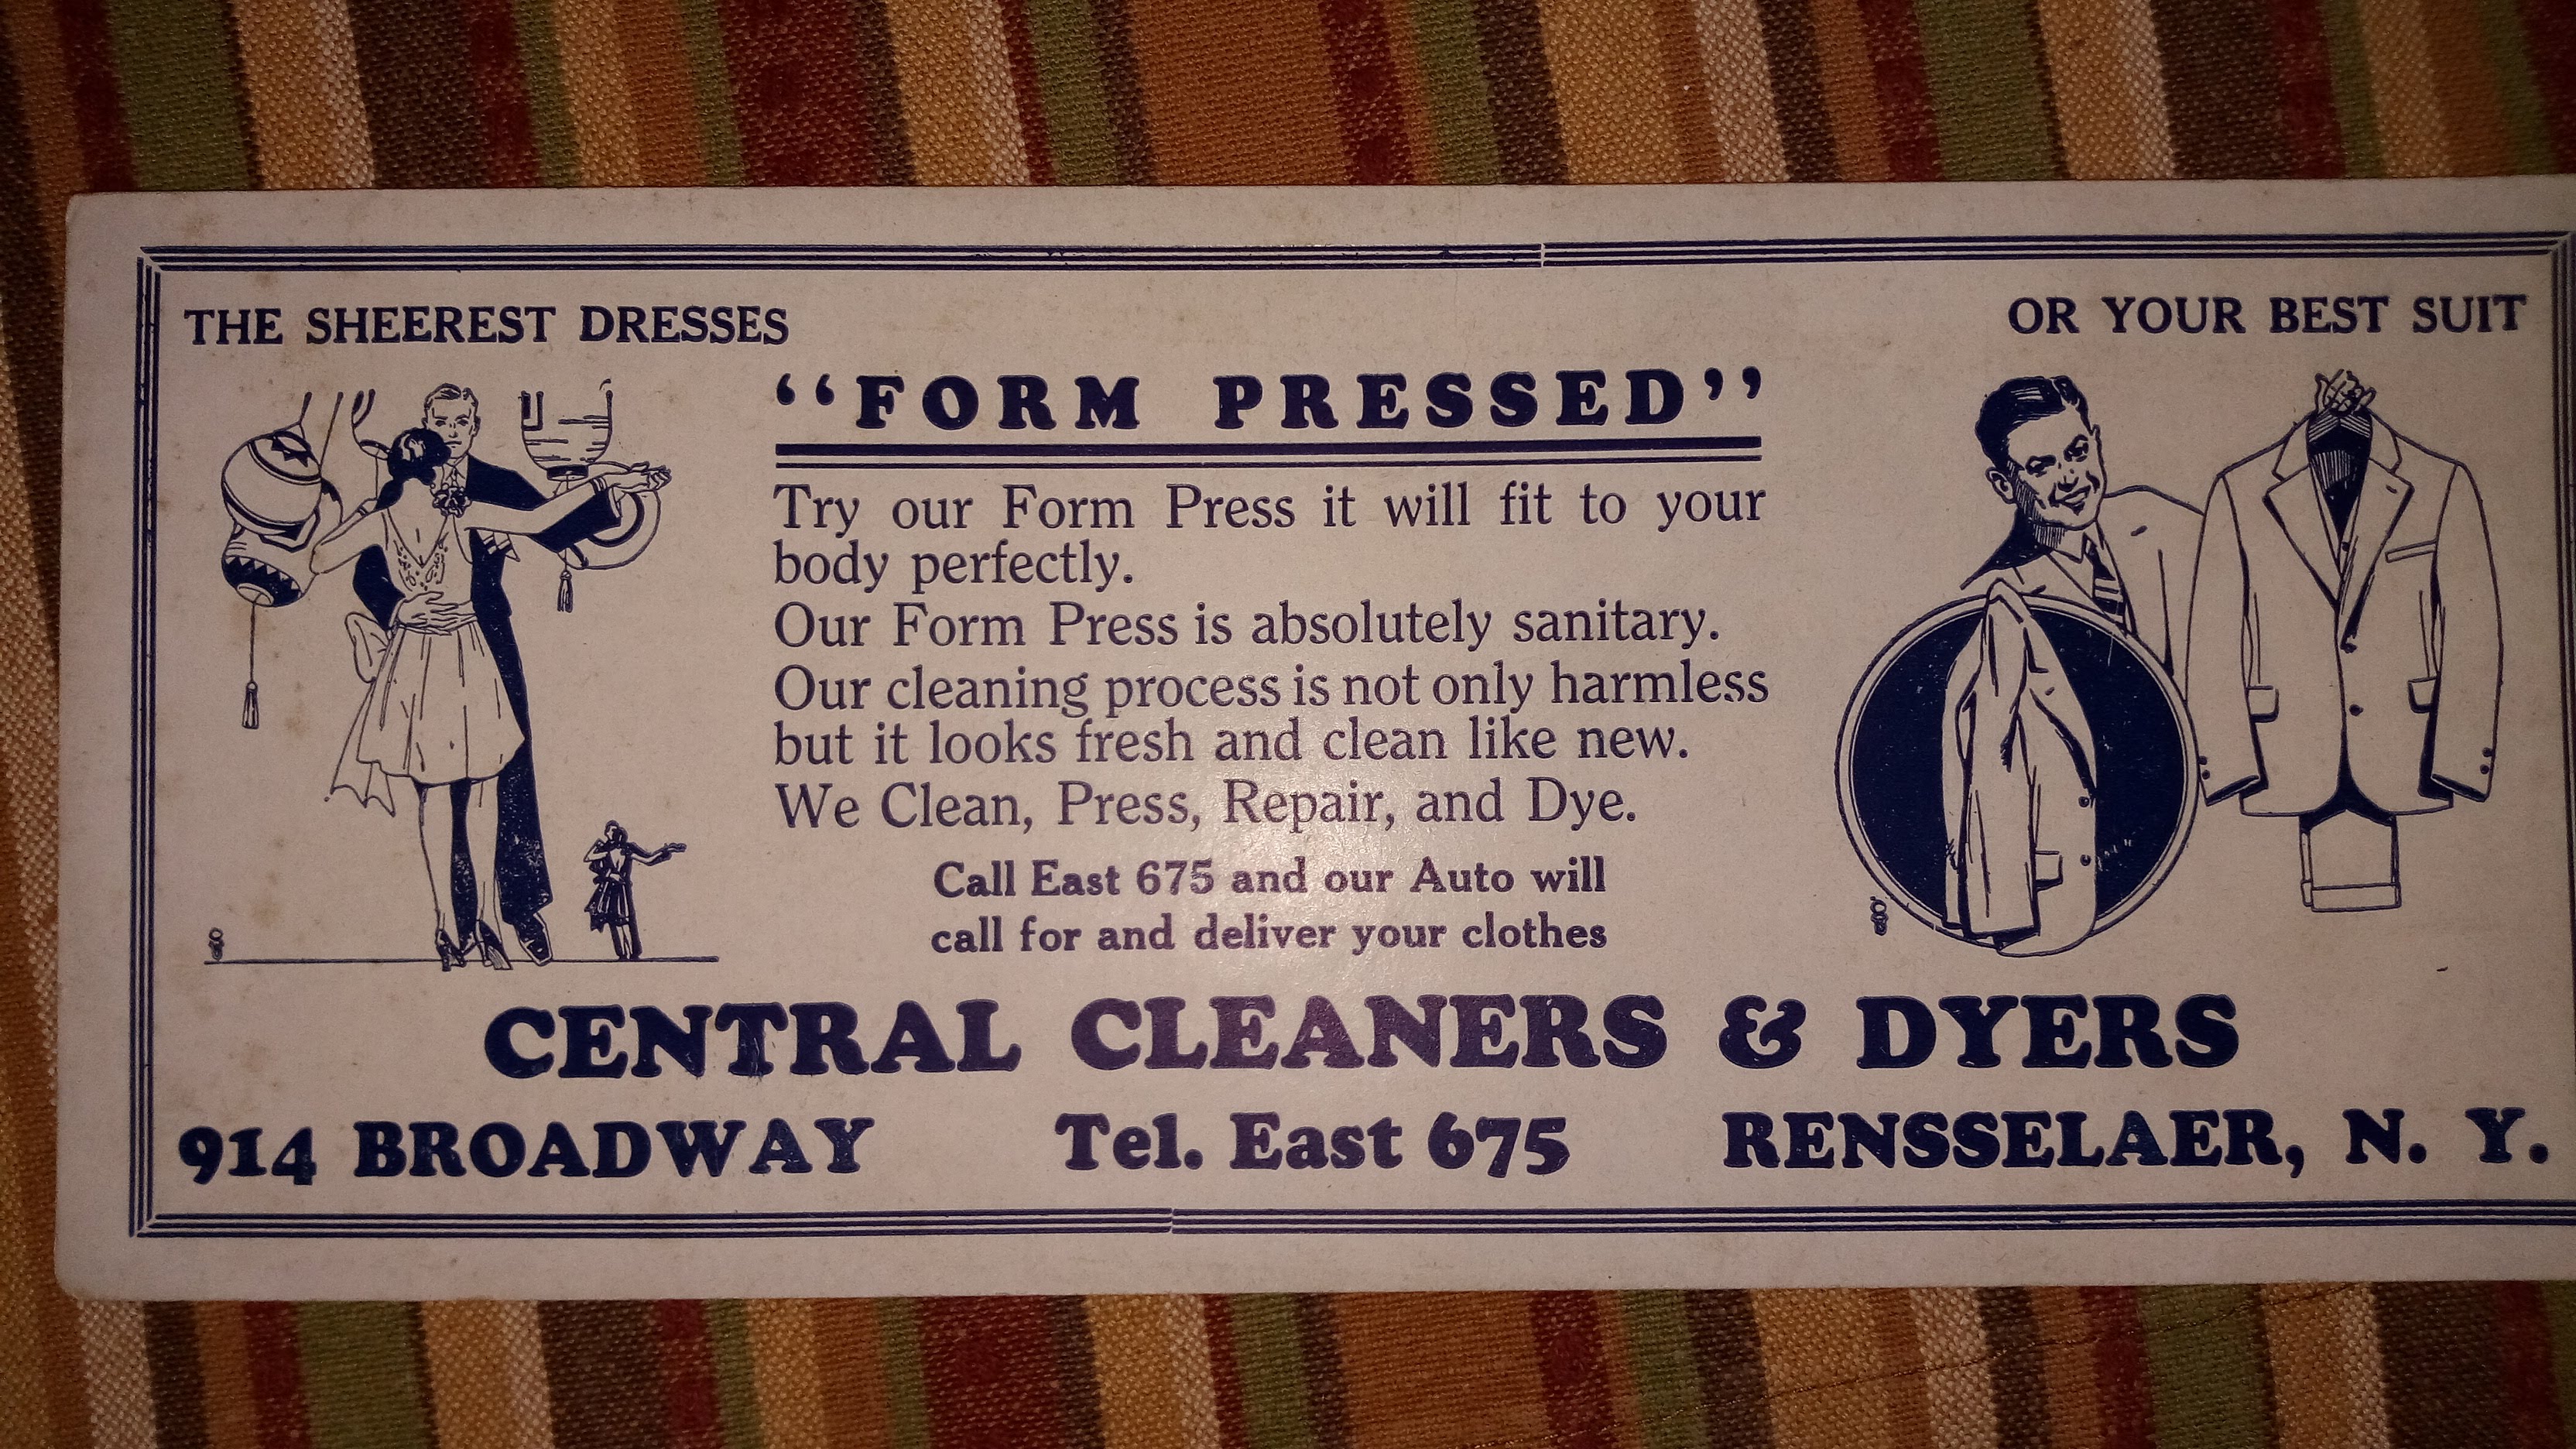 THE SHEEREST DRESSES
OR YOUR BEST SUIT
“FORM PRESSED”
Try our Form Press it will fit to your
body perfectly.
Our Form Press is absolutely sanitary.
Our cleaning process is not only harmless
but it looks fresh and clean like new.
We Clean, Press, Repair, and Dye.
Call East 675 and our Auto will
call for and deliver your clothes
CENTRAL CLEANERS & DYERS
914 BROADWAY
Tel. East 675
RENSSELAER, N. Y.